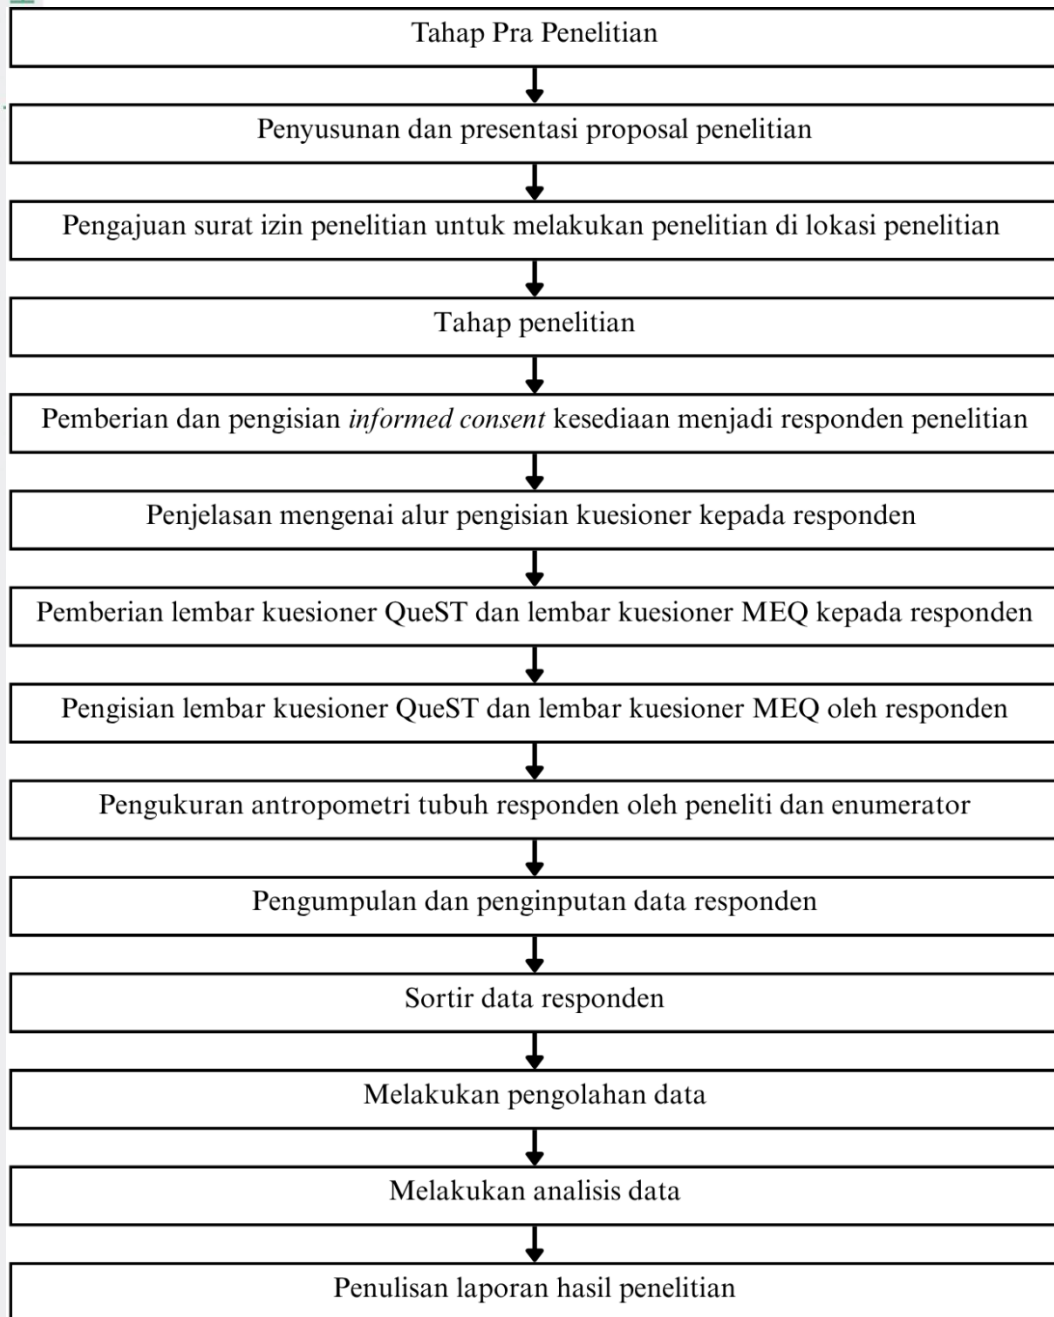 Tahap Pra Penelitian
Penyusunan dan presentasi proposal penelitian
Pengajuan surat izin penelitian untuk melakukan penelitian di lokasi penelitian
Tahap penelitian
Pemberian dan pengisian informed consent kesediaan menjadi responden penelitian
Penjelasan mengenai alur pengisian kuesioner kepada responden
Pemberian lembar kuesioner QueST dan lembar kuesioner MEQ kepada responden
Pengisian lembar kuesioner QueST dan lembar kuesioner MEQ oleh responden
Pengukuran antropometri tubuh responden oleh peneliti dan enumerator
Pengumpulan dan penginputan data responden
Sortir data responden
Melakukan pengolahan data
Melakukan analisis data
Penulisan laporan hasil penelitian